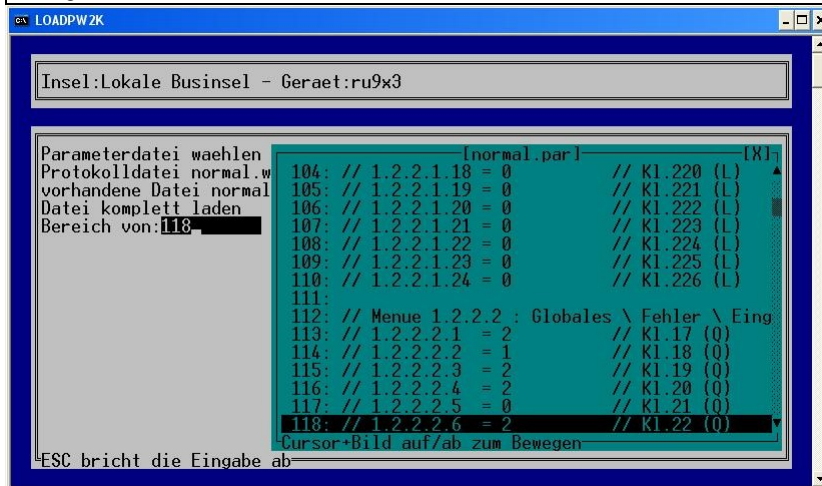 LOADPW2K
Insel:Lokale Businsel - Geraet:ru9x3
Parameterdatei waehlen
Protokolldatei normal.w
vorhandene Datei normal
Datei komplett laden
Bereich von:118_
[normal.par] [X]
104: // 1.2.2.1.18 = 0 // Kl.220 (L)
105: // 1.2.2.1.19 = 0 // Kl.221 (L)
106: // 1.2.2.1.20 = 0 // Kl.222 (L)
107: // 1.2.2.1.21 = 0 // Kl.223 (L)
108: // 1.2.2.1.22 = 0 // Kl.224 (L)
109: // 1.2.2.1.23 = 0 // Kl.225 (L)
110: // 1.2.2.1.24 = 0 // Kl.226 (L)
111:
112: // Menue 1.2.2.2 : Globales \ Fehler \ Eing
113: // 1.2.2.2.1 = 2 // Kl.17 (Q)
114: // 1.2.2.2.2 = 1 // Kl.18 (Q)
115: // 1.2.2.2.3 = 2 // Kl.19 (Q)
116: // 1.2.2.2.4 = 2 // Kl.20 (Q)
117: // 1.2.2.2.5 = 0 // Kl.21 (Q)
118: // 1.2.2.2.6 = 2 // Kl.22 (Q)
Cursor+Bild auf/ab zum Bewegen
ESC bricht die Eingabe ab